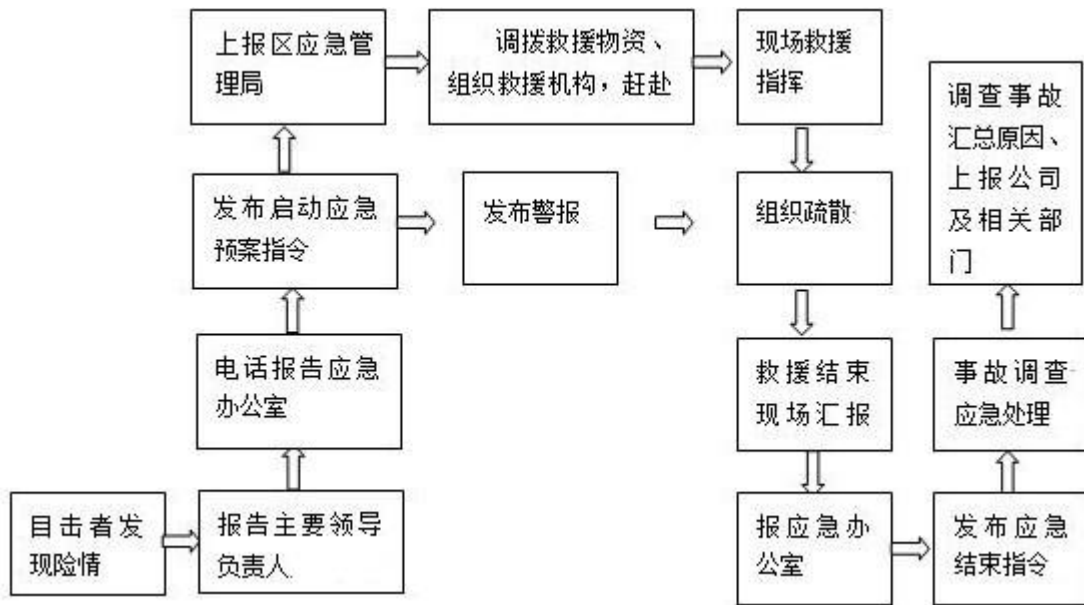 目击者发
现险情
报告主要领导
负责人
电话报告应急
办公室
发布启动应急
预案指令
上报区应急管
理局
调拨救援物资、
组织救援机构，赶赴
现场救援
指挥
发布警报
组织疏散
救援结束
现场汇报
报应急办
公室
发布应急
结束指令
事故调查
应急处理
调查事故
汇总原因、
上报公司
及相关部
门